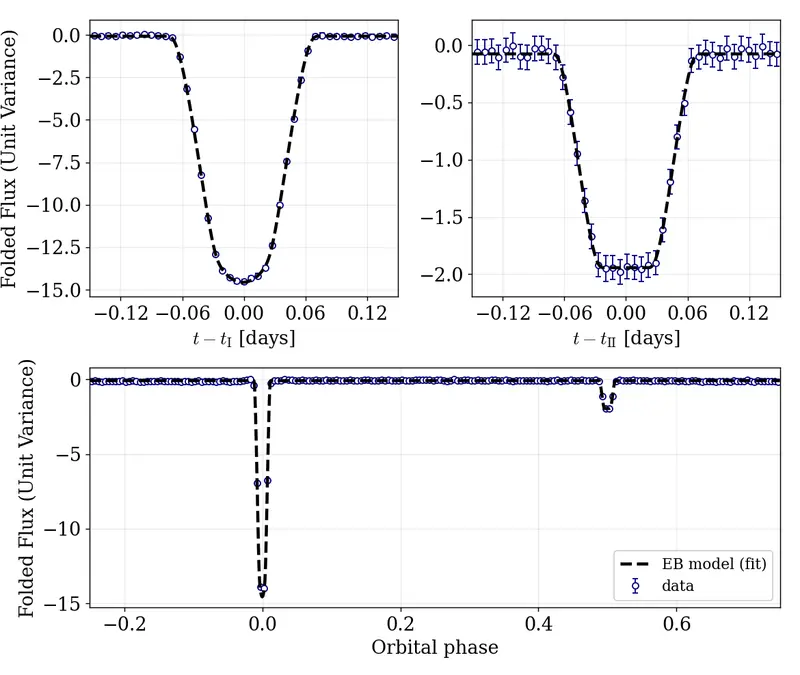 Folded Flux (Unit Variance)
0.0
−2.5
−5.0
−7.5
−10.0
−12.5
−15.0
−0.12 −0.06 0.00 0.06 0.12
t − tI [days]
0.0
−0.5
−1.0
−1.5
−2.0
−0.12 −0.06 0.00 0.06 0.12
t − tII [days]
Folded Flux (Unit Variance)
0
−5
−10
−15
EB model (fit)
data
−0.2 0.0 0.2 0.4 0.6
Orbital phase